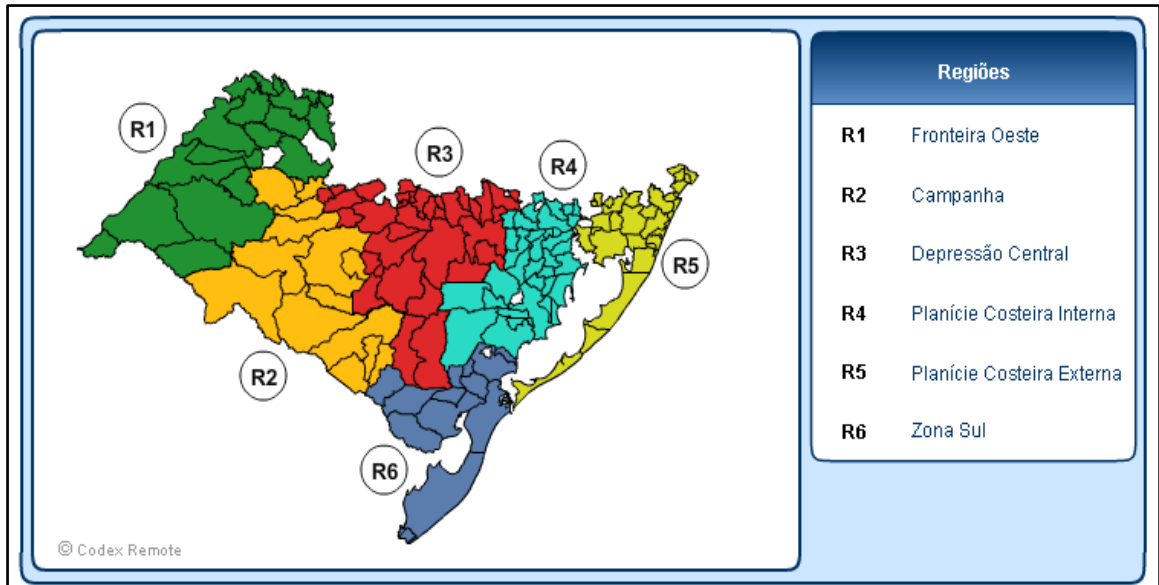 R1
R2
R3
R4
R5
R6
© Codex Remote
Regiões
R1 Fronteira Oeste
R2 Campanha
R3 Depressão Central
R4 Planície Costeira Interna
R5 Planície Costeira Externa
R6 Zona Sul